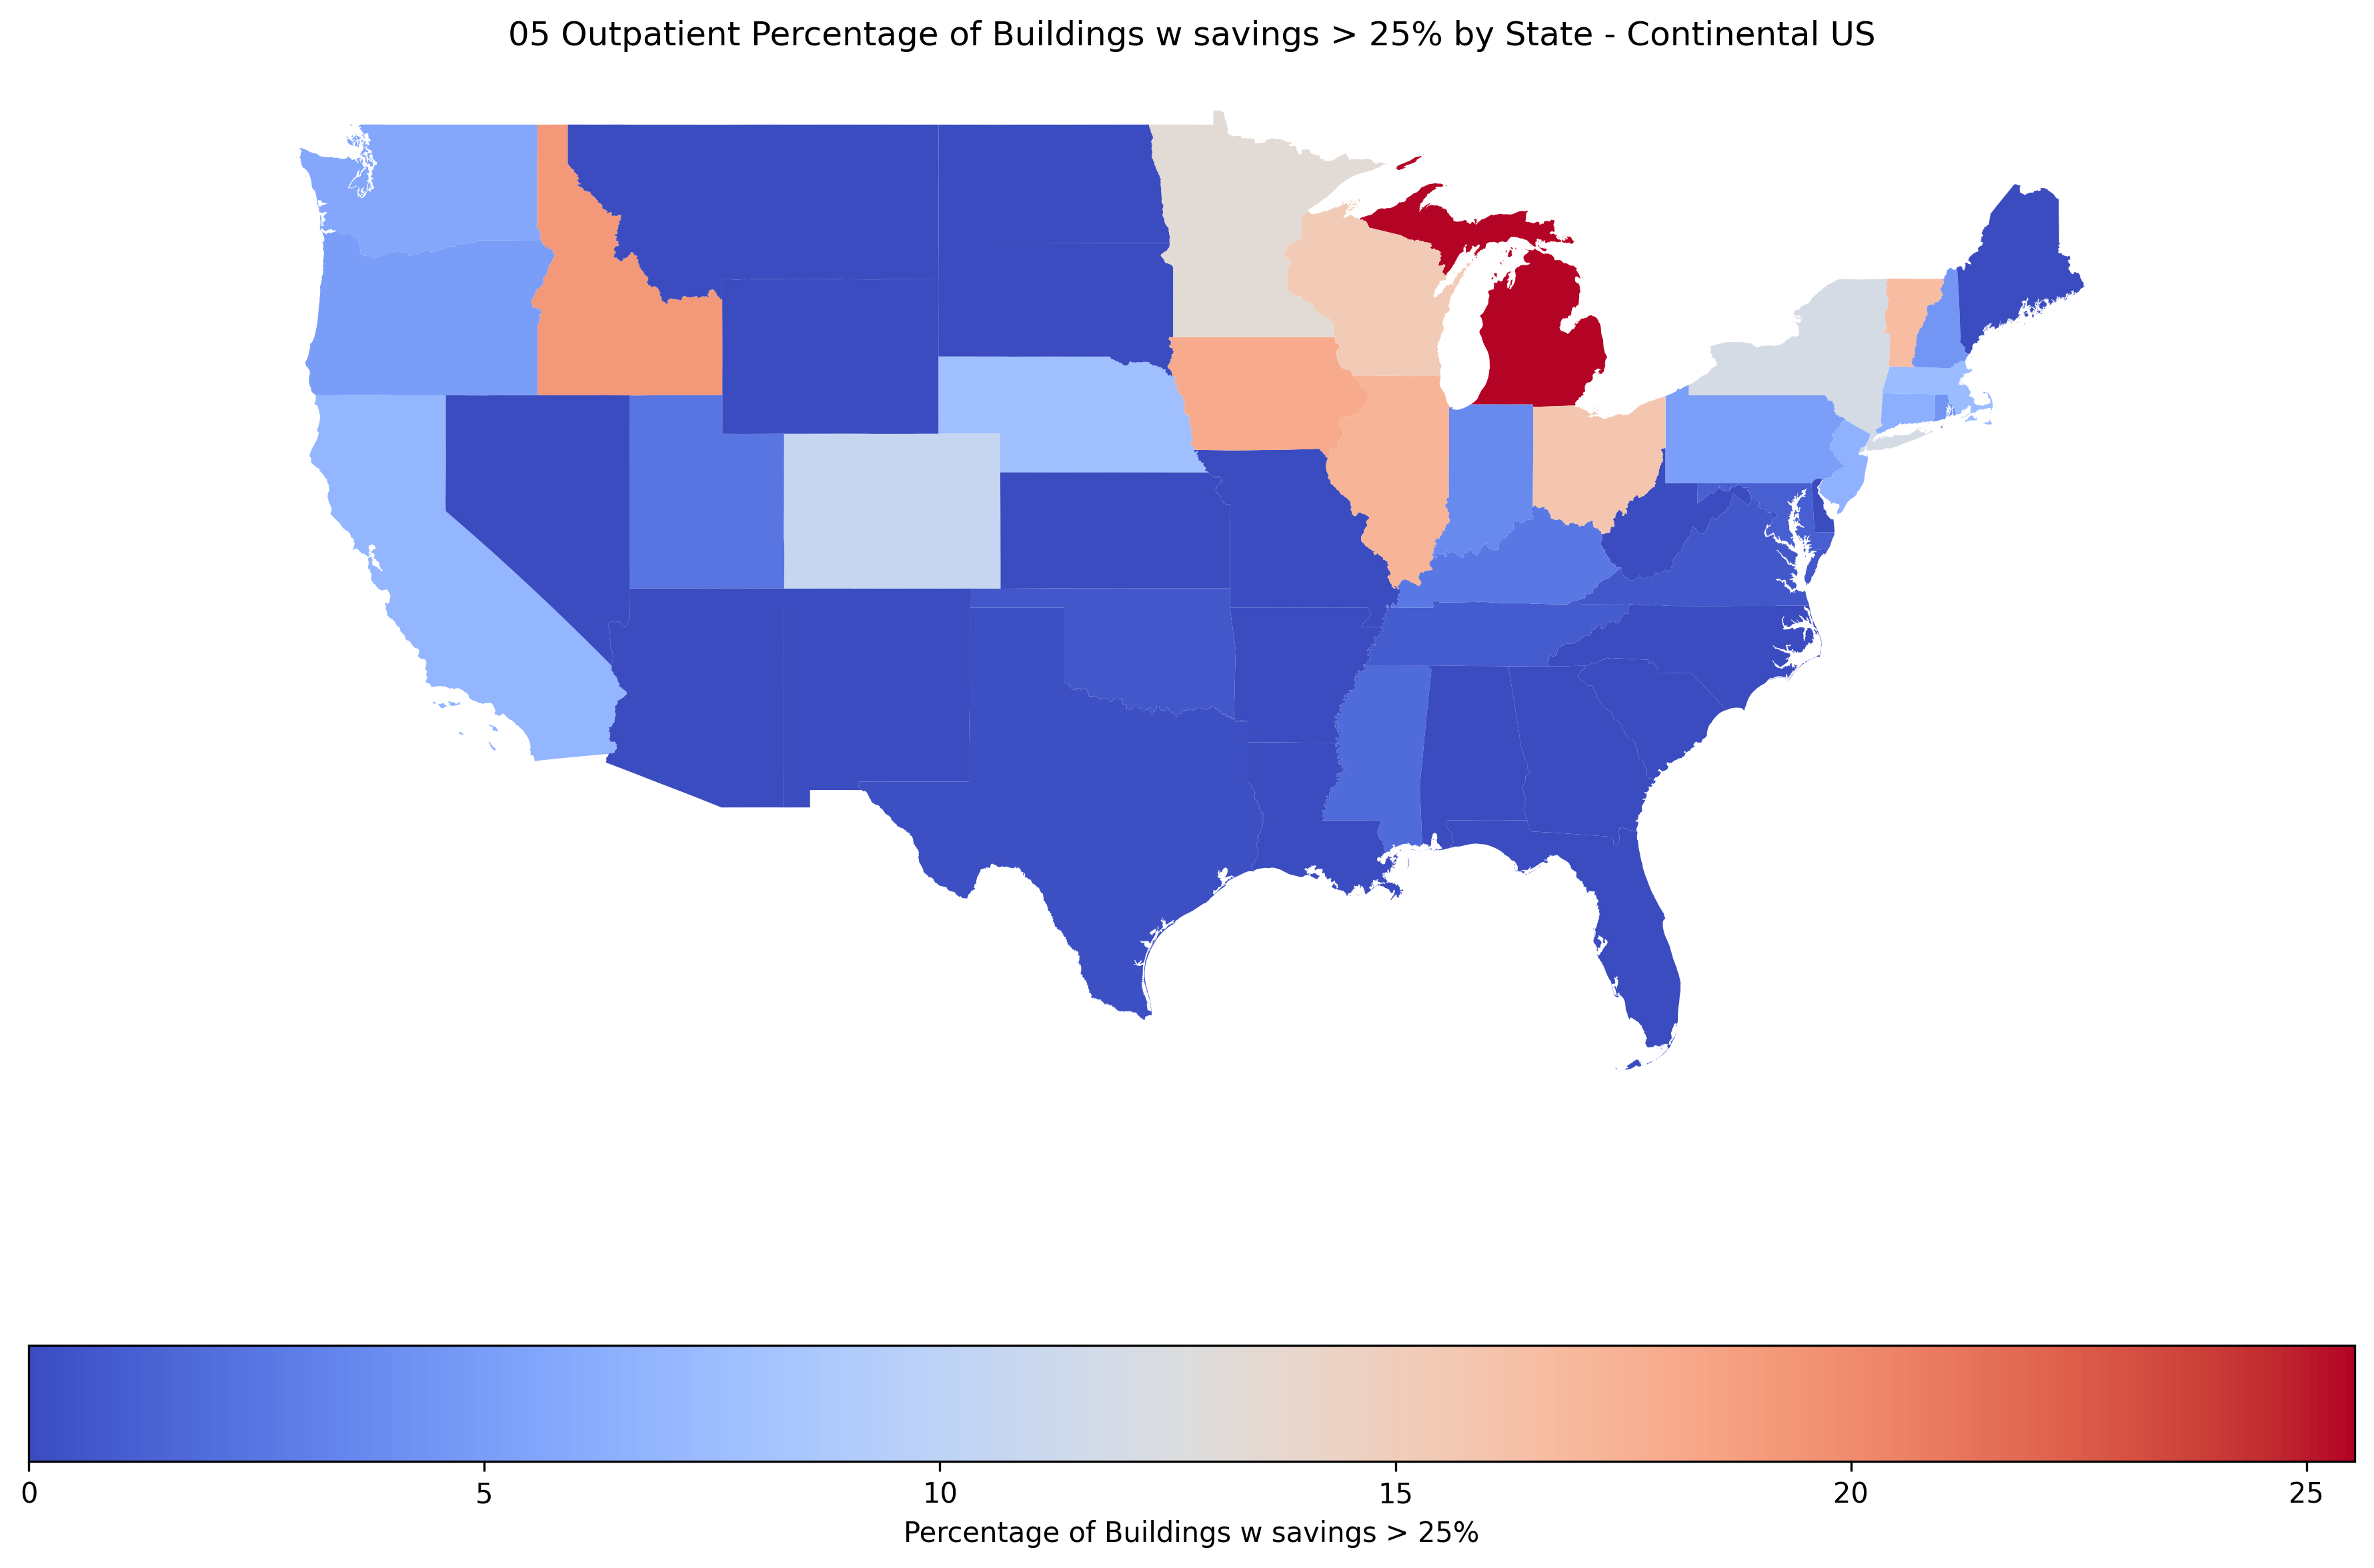 05 Outpatient Percentage of Buildings w savings > 25% by State - Continental US
0 5 10 15 20 25
Percentage of Buildings w savings > 25%